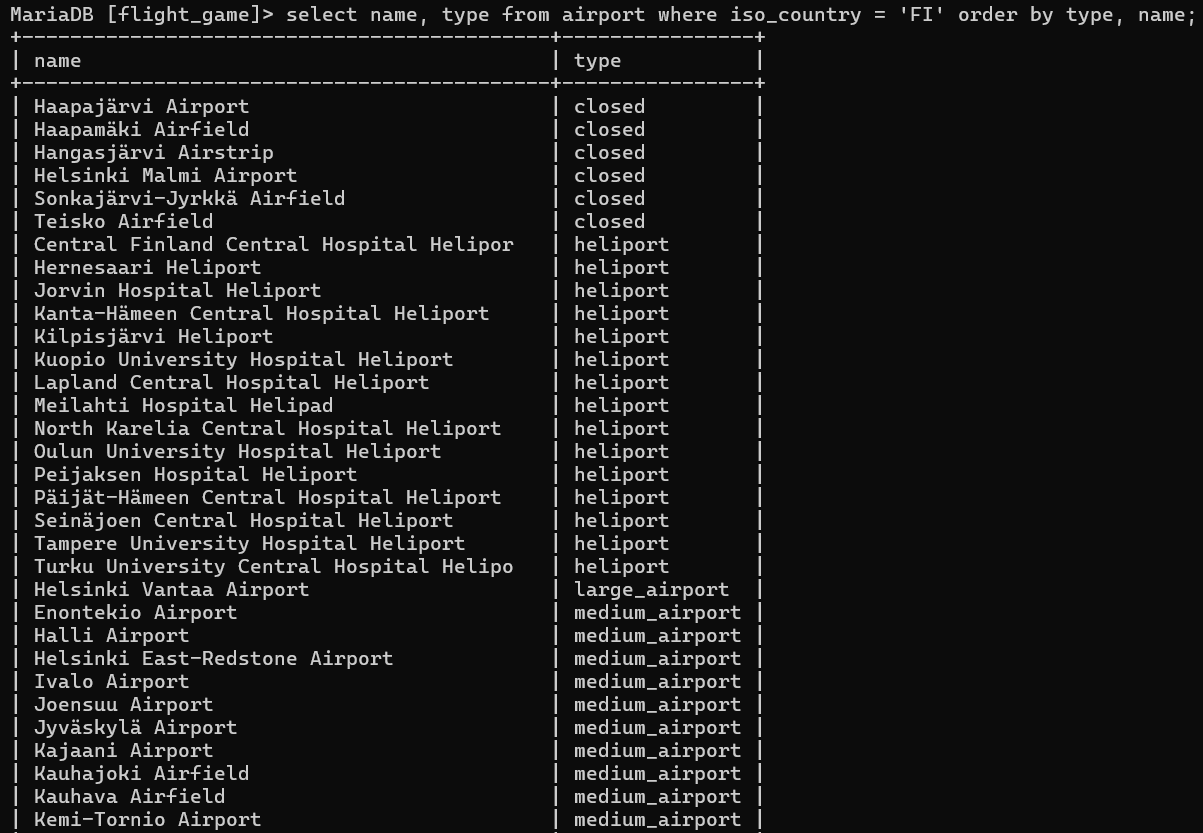 MariaDB [flight_game]> select name, type from airport where iso_country = 'FI' order by type, name;
+--------------------------------------------+----------------+
| name                                       | type           |
+--------------------------------------------+----------------+
| Haapajärvi Airport                         | closed         |
| Haapamäki Airfield                         | closed         |
| Hangasjärvi Airstrip                       | closed         |
| Helsinki Malmi Airport                     | closed         |
| Sonkajärvi-Jyrkkä Airfield                 | closed         |
| Teisko Airfield                            | closed         |
| Central Finland Central Hospital Helipor   | heliport       |
| Hernesaari Heliport                        | heliport       |
| Jorvin Hospital Heliport                   | heliport       |
| Kanta-Hämeen Central Hospital Heliport     | heliport       |
| Kilpisjärvi Heliport                       | heliport       |
| Kuopio University Hospital Heliport        | heliport       |
| Lapland Central Hospital Heliport          | heliport       |
| Meilahti Hospital Helipad                  | heliport       |
| North Karelia Central Hospital Heliport    | heliport       |
| Oulun University Hospital Heliport         | heliport       |
| Peijaksen Hospital Heliport                | heliport       |
| Päijät-Hämeen Central Hospital Heliport    | heliport       |
| Seinäjoen Central Hospital Heliport        | heliport       |
| Tampere University Hospital Heliport       | heliport       |
| Turku University Central Hospital Helipo   | heliport       |
| Helsinki Vantaa Airport                    | large_airport  |
| Enontekio Airport                          | medium_airport |
| Halli Airport                              | medium_airport |
| Helsinki East-Redstone Airport             | medium_airport |
| Ivalo Airport                              | medium_airport |
| Joensuu Airport                            | medium_airport |
| Jyväskylä Airport                          | medium_airport |
| Kajaani Airport                            | medium_airport |
| Kauhajoki Airfield                         | medium_airport |
| Kauhava Airfield                           | medium_airport |
| Kemi-Tornio Airport                        | medium_airport |